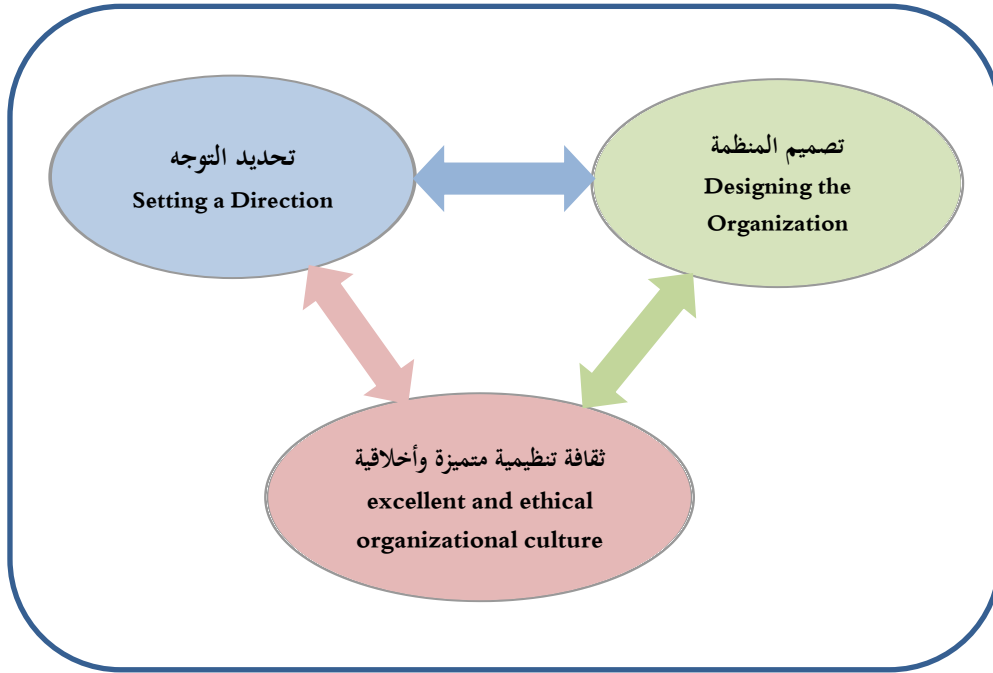 تحديد التوجه
Setting a Direction
تصميم المنظمة
Designing the
Organization
ثقافة تنظيمية متميزة وأخلاقية
excellent and ethical
organizational culture